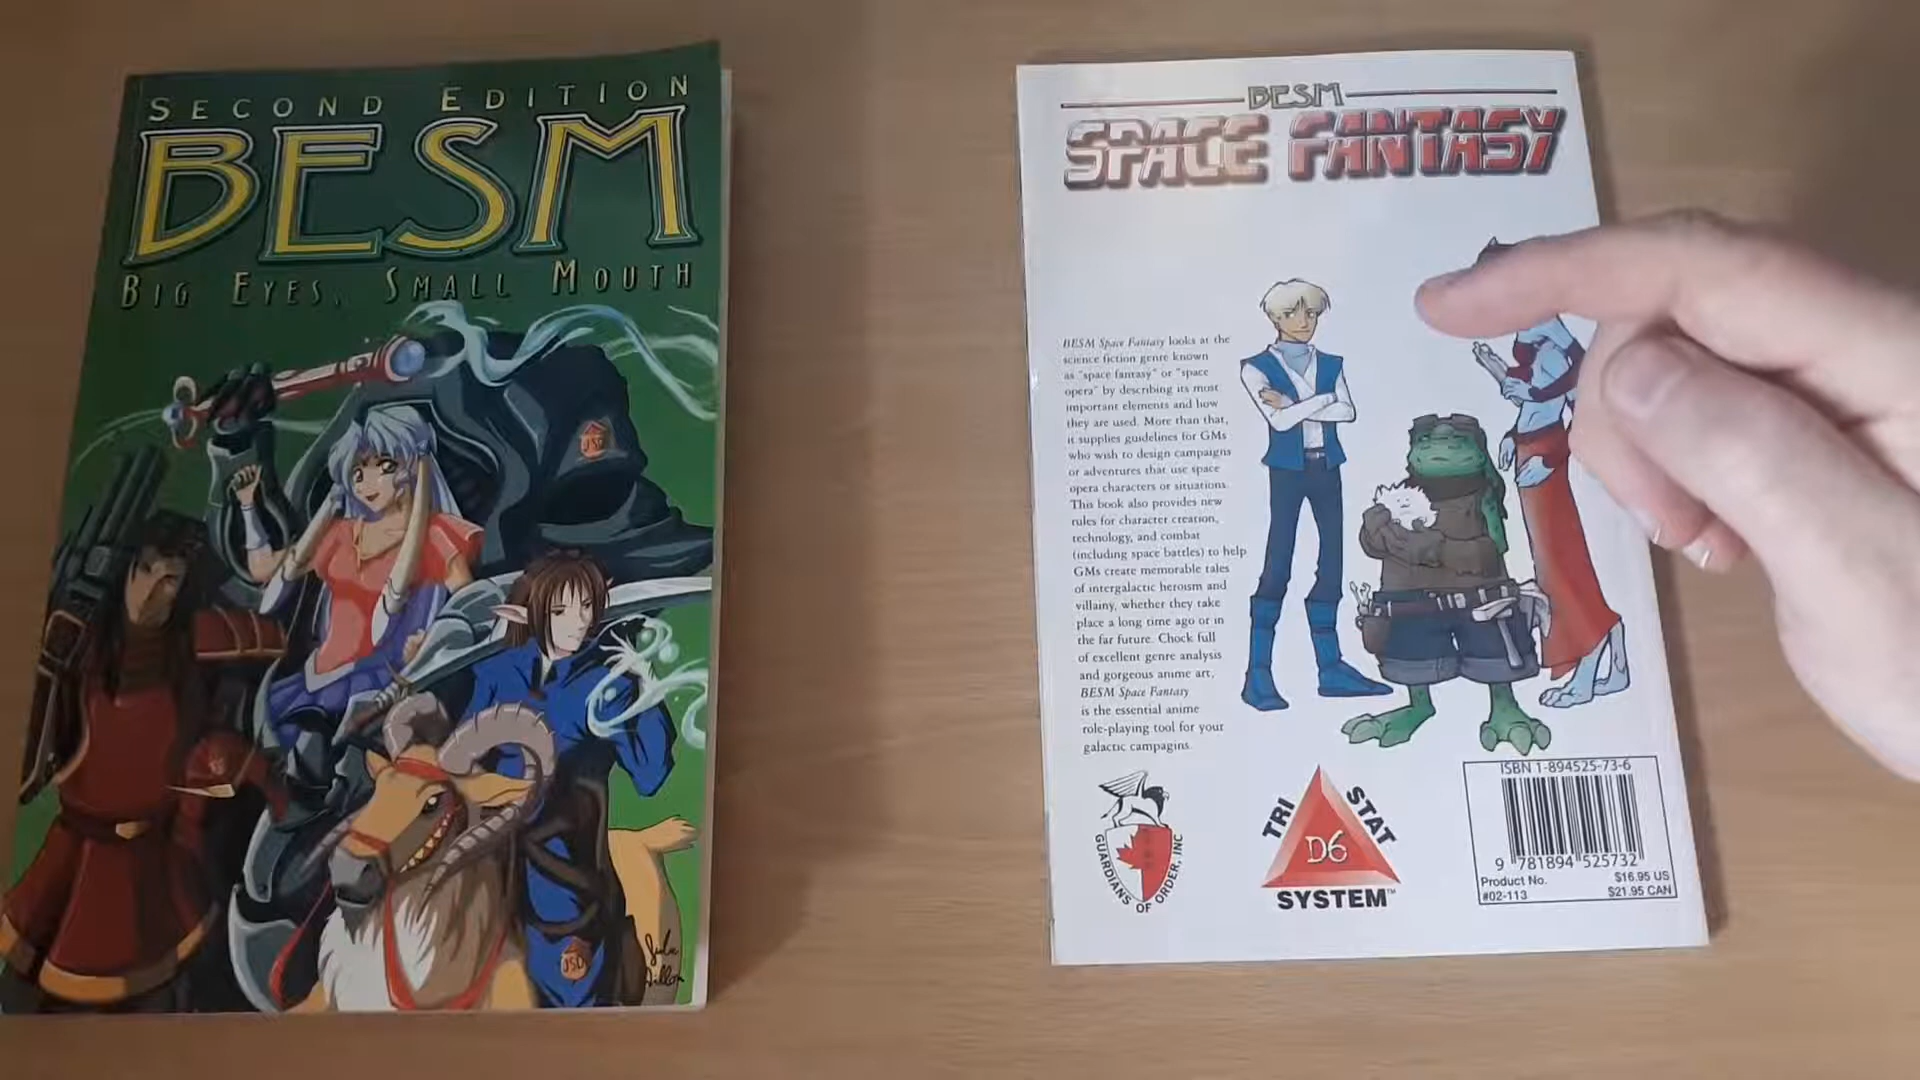 SECOND EDITION
BESM
BIG EYES, SMALL MOUTH
JSD
JSD
BESM
SPACE FANTASY
BESM Space Fantasy looks at the
science fiction genre known
as "space fantasy" or "space
opera" by describing its most
important elements and how
they are used. More than that,
it supplies guidelines for GMs
who wish to design campaigns
or adventures that use space
opera characters or situations.
This book also provides new
rules for character creation,
technology, and combat
(including space battles) to help
GMs create memorable tales
of intergalactic heroism and
villainy, whether they take
place a long time ago or in
the far future. Chock full
of excellent genre analysis
and gorgeous anime art,
BESM Space Fantasy
is the essential anime
role-playing tool for your
galactic campagins.
GUARDIANS OF ORDER, INC
TRI STAT
D6
SYSTEM™
ISBN 1-894525-73-6
9 781894 525732
Product No. $16.95 US
#02-113 $21.95 CAN